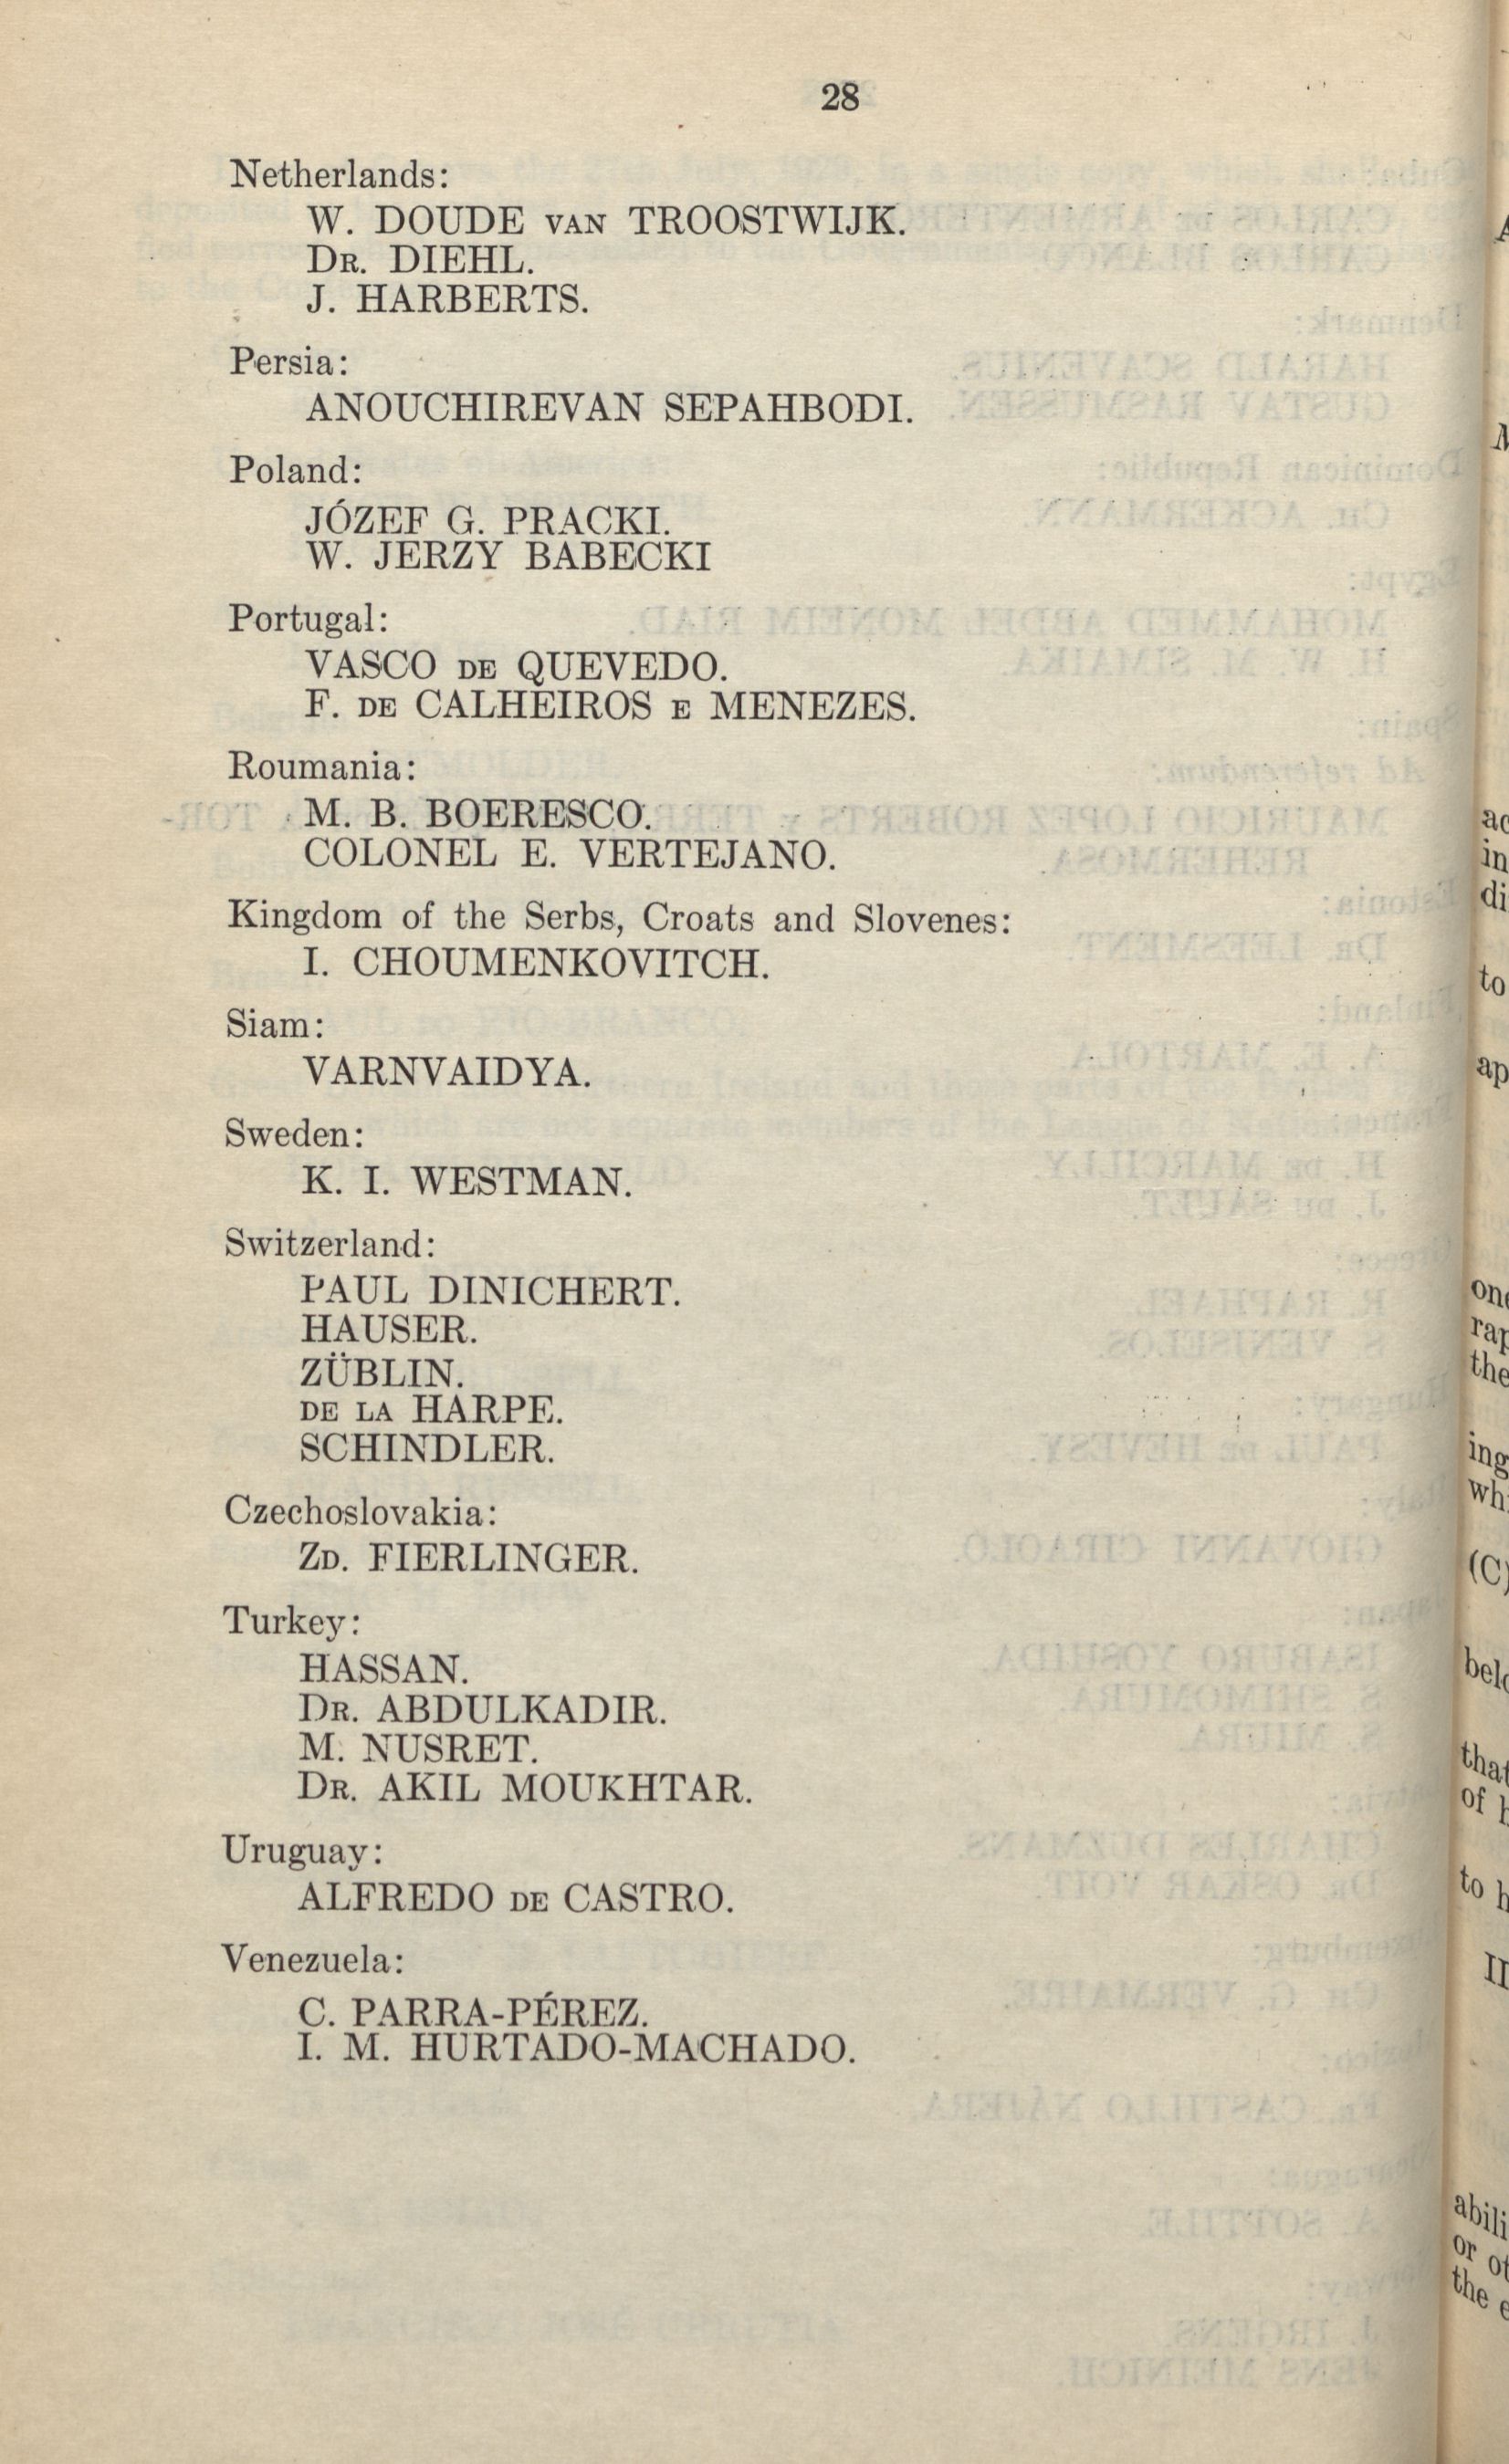 28
Netherlands:
W. DOUDE VAN TROOSTWIJK.
DR. DIEHL.
J. HARBERTS.
Persia:
ANOUCHIREVAN SEPAHBODI.
Poland:
JÓZEF G. PRACKI.
W. JERZY BABECKI
Portugal:
VASCO DE QUEVEDO.
F. DE CALHEIROS E MENEZES.
Roumania:
M. B. BOERESCO.
COLONEL E. VERTEJANO.
Kingdom of the Serbs, Croats and Slovenes:
I. CHOUMENKOVITCH.
Siam:
VARNVAIDYA.
Sweden:
K. I. WESTMAN.
Switzerland:
PAUL DINICHERT.
HAUSER.
ZÜBLIN.
DE LA HARPE.
SCHINDLER.
Czechoslovakia:
ZD. FIERLINGER.
Turkey:
HASSAN.
DR. ABDULKADIR.
M. NUSRET.
DR. AKIL MOUKHTAR.
Uruguay:
ALFREDO DE CASTRO.
Venezuela:
C. PARRA-PÉREZ.
I. M. HURTADO-MACHADO.